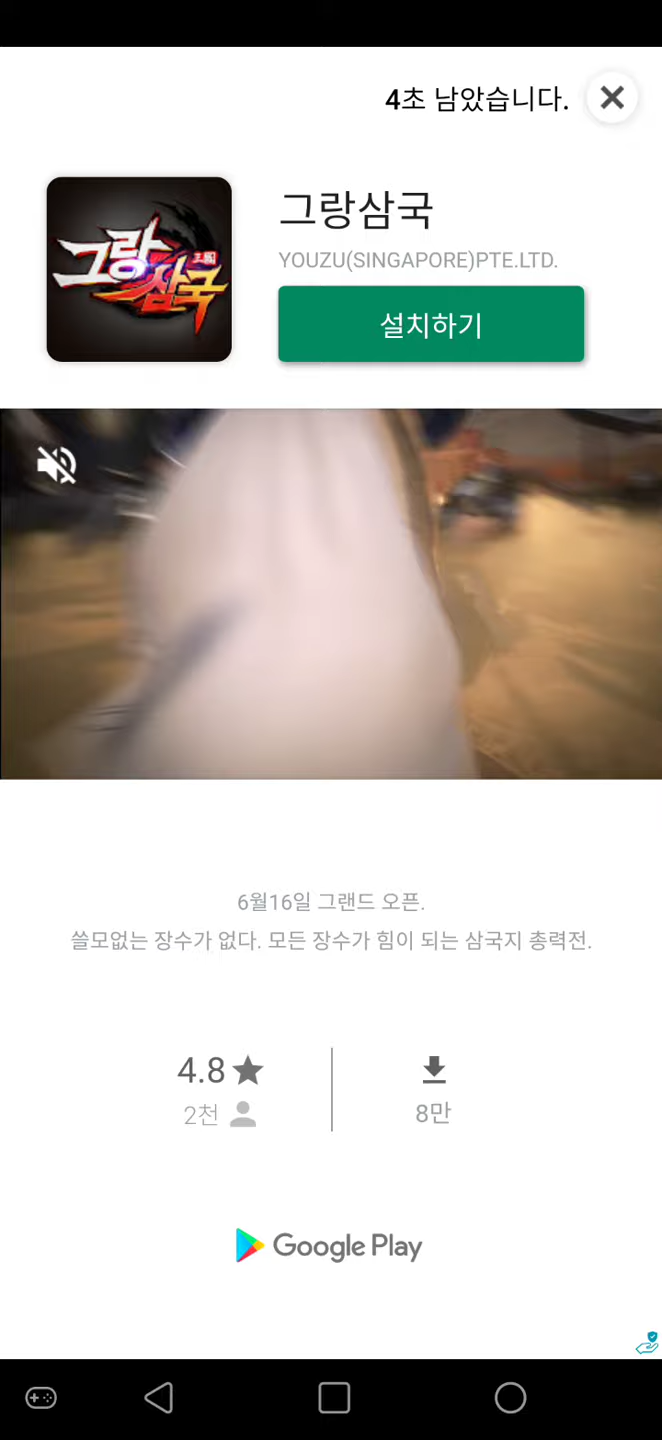 4초 남았습니다.
그랑삼국
三國
그랑삼국
YOUZU(SINGAPORE)PTE.LTD.
설치하기
6월16일 그랜드 오픈.
쓸모없는 장수가 없다. 모든 장수가 힘이 되는 삼국지 총력전.
4.8
2천
8만
Google Play